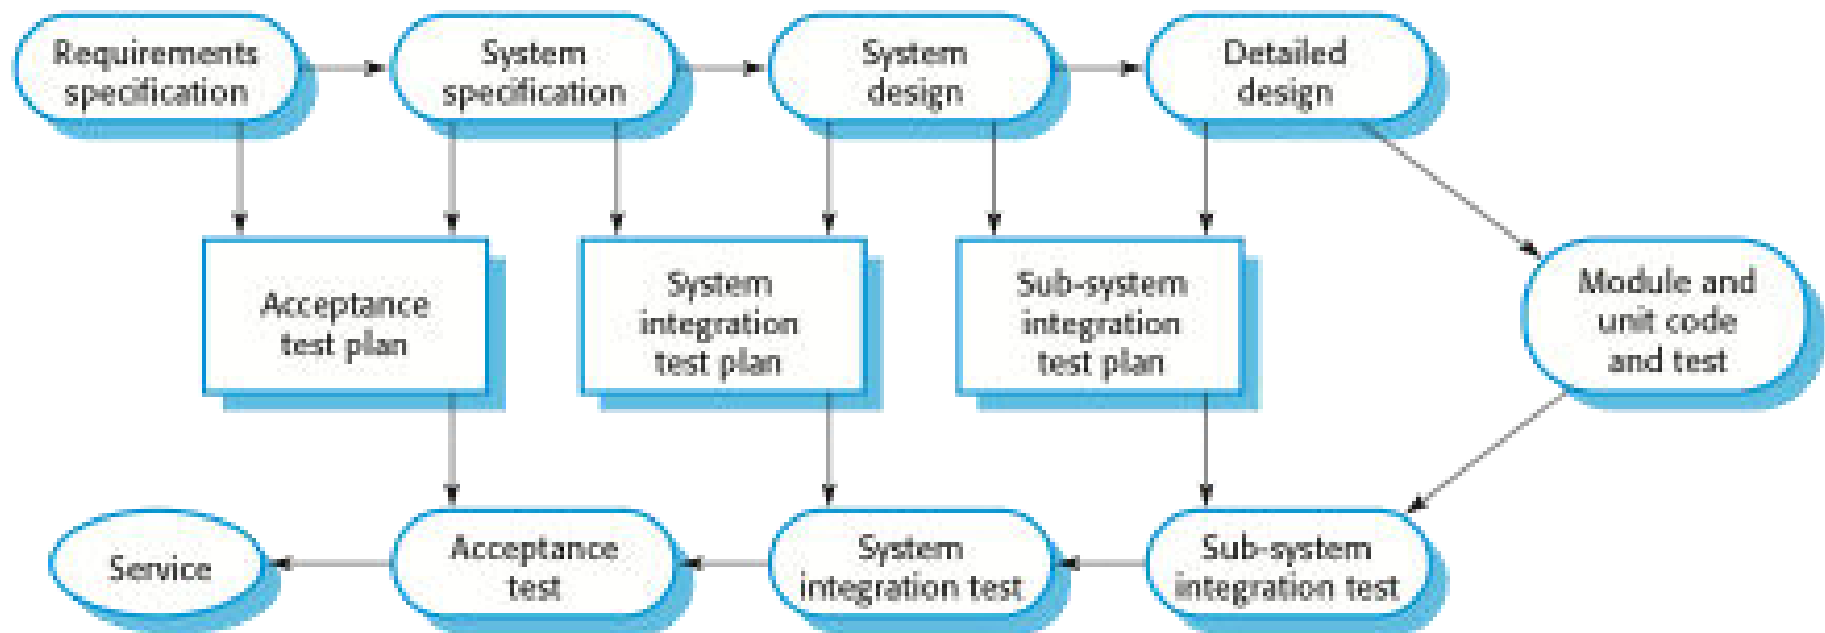 Requirements
specification
System
specification
System
design
Detailed
design
Acceptance
test plan
System
integration
test plan
Sub-system
integration
test plan
Module and
unit code
and test
Service
Acceptance
test
System
integration test
Sub-system
integration test